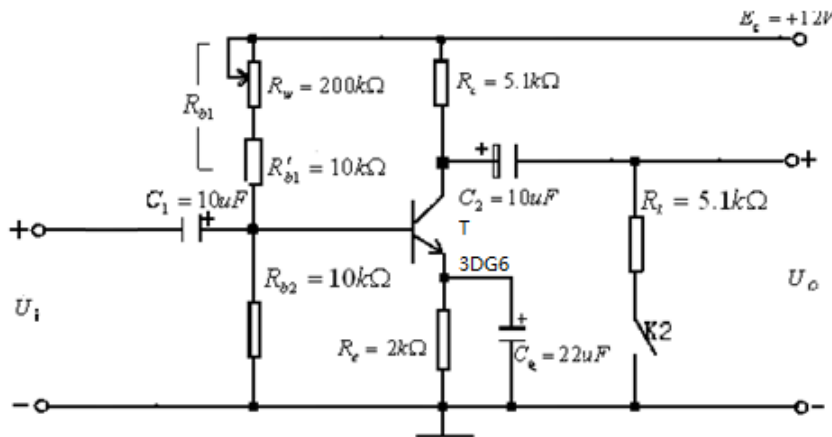 E_c = +12V
R_w = 200kΩ
R_c = 5.1kΩ
R_b1
R'_b1 = 10kΩ
+
+
C_1 = 10uF
+
C_2 = 10uF
R_L = 5.1kΩ
+
T
3DG6
R_b2 = 10kΩ
+
U_i
U_o
K2
R_e = 2kΩ
C_e = 22uF
-
-